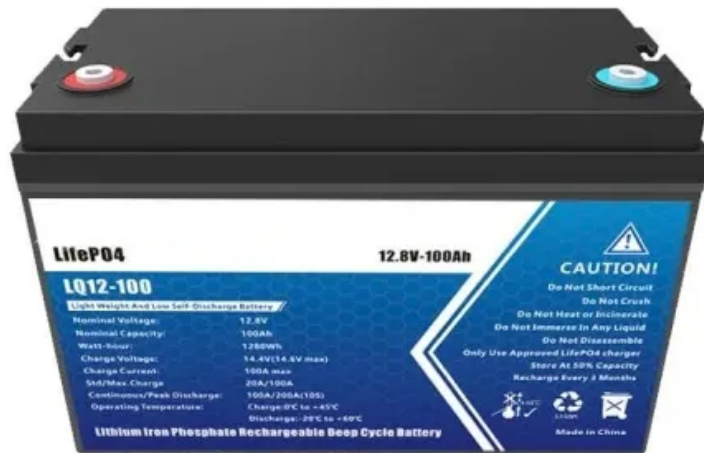 LifePO4
12.8V-100Ah
LQ12-100
Light Weight And Low Self-Discharge Battery
Nominal Voltage: 12.8V
Nominal Capacity: 100Ah
Watt-hour: 1280Wh
Charge Voltage: 14.4V(14.6V max)
Charge Current: 100A max
Std/Max.Charge 20A/100A
Continuous/Peak Discharge: 100A/200A(10S)
Operating Temperature: Charge:0℃ to +45℃
Discharge:-20℃ to +60℃
Lithium Iron Phosphate Rechargeable Deep Cycle Battery
CAUTION!
Do Not Short Circuit
Do Not Crush
Do Not Heat or Incinerate
Do Not Immerse In Any Liquid
Do Not Disassemble
Only Use Approved LifePO4 charger
Store At 50% Capacity
Recharge Every 3 Months
Li-ion
Made in China